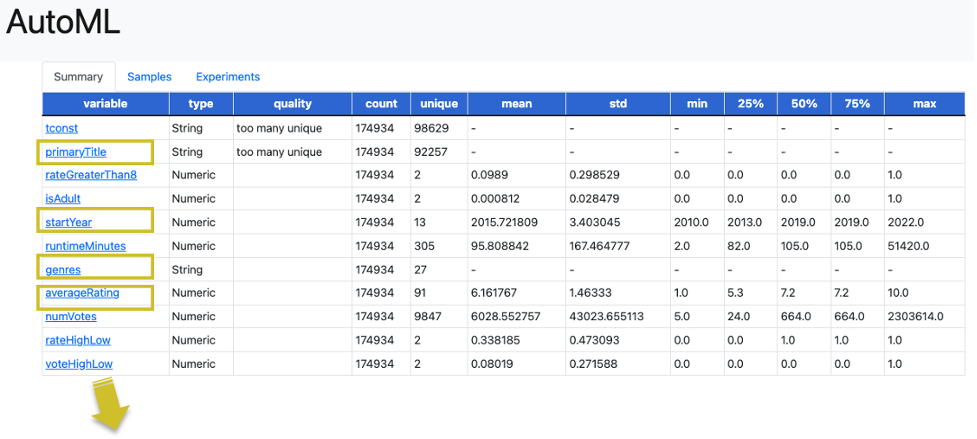 AutoML
Summary Samples Experiments
variable type quality count unique mean std min 25% 50% 75% max
tconst String too many unique 174934 98629 - - - - - - -
primaryTitle String too many unique 174934 92257 - - - - - - -
rateGreaterThan8 Numeric 174934 2 0.0989 0.298529 0.0 0.0 0.0 0.0 1.0
isAdult Numeric 174934 2 0.000812 0.028479 0.0 0.0 0.0 0.0 1.0
startYear Numeric 174934 13 2015.721809 3.403045 2010.0 2013.0 2019.0 2019.0 2022.0
runtimeMinutes Numeric 174934 305 95.808842 167.464777 2.0 82.0 105.0 105.0 51420.0
genres String 174934 27 - - - - - - -
averageRating Numeric 174934 91 6.161767 1.46333 1.0 5.3 7.2 7.2 10.0
numVotes Numeric 174934 9847 6028.552757 43023.655113 5.0 24.0 664.0 664.0 2303614.0
rateHighLow Numeric 174934 2 0.338185 0.473093 0.0 0.0 1.0 1.0 1.0
voteHighLow Numeric 174934 2 0.08019 0.271588 0.0 0.0 0.0 0.0 1.0